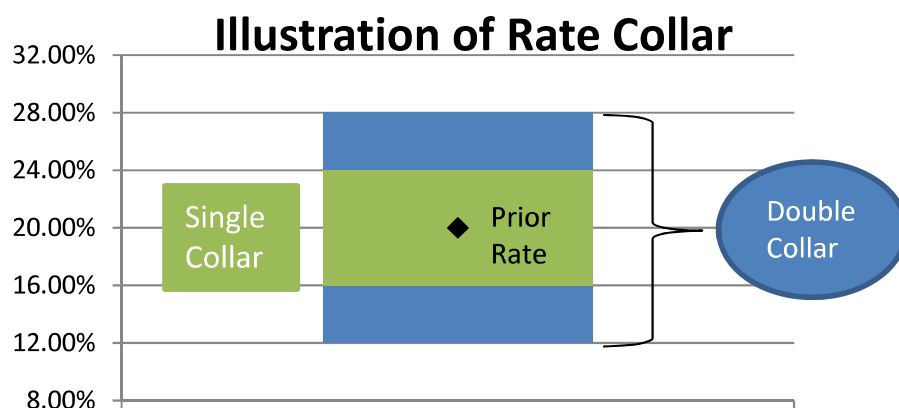 Illustration of Rate Collar
32.00%
28.00%
24.00%
20.00%
16.00%
12.00%
8.00%
Single
Collar
Prior
Rate
Double
Collar